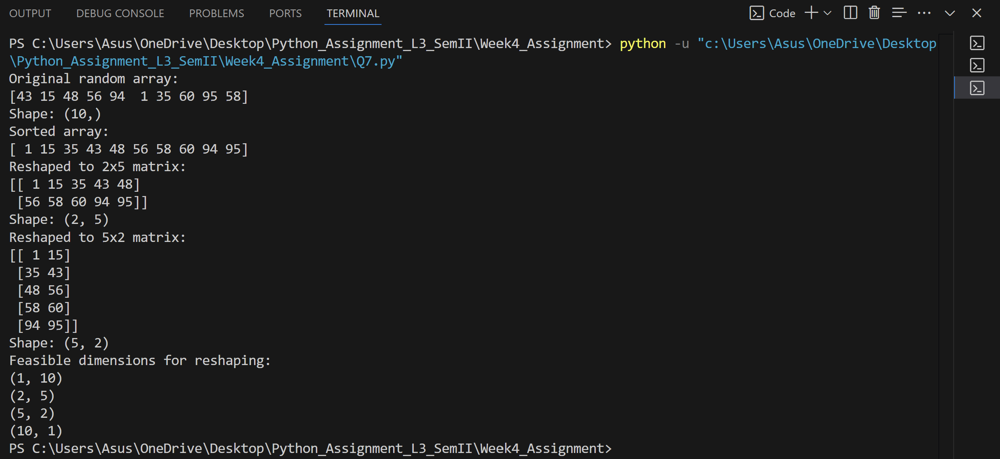 OUTPUT DEBUG CONSOLE PROBLEMS PORTS TERMINAL Code
PS C:\Users\Asus\OneDrive\Desktop\Python_Assignment_L3_SemII\Week4_Assignment> python -u "c:\Users\Asus\OneDrive\Desktop
\Python_Assignment_L3_SemII\Week4_Assignment\Q7.py"
Original random array:
[43 15 48 56 94  1 35 60 95 58]
Shape: (10,)
Sorted array:
[ 1 15 35 43 48 56 58 60 94 95]
Reshaped to 2x5 matrix:
[[ 1 15 35 43 48]
 [56 58 60 94 95]]
Shape: (2, 5)
Reshaped to 5x2 matrix:
[[ 1 15]
 [35 43]
 [48 56]
 [58 60]
 [94 95]]
Shape: (5, 2)
Feasible dimensions for reshaping:
(1, 10)
(2, 5)
(5, 2)
(10, 1)
PS C:\Users\Asus\OneDrive\Desktop\Python_Assignment_L3_SemII\Week4_Assignment>